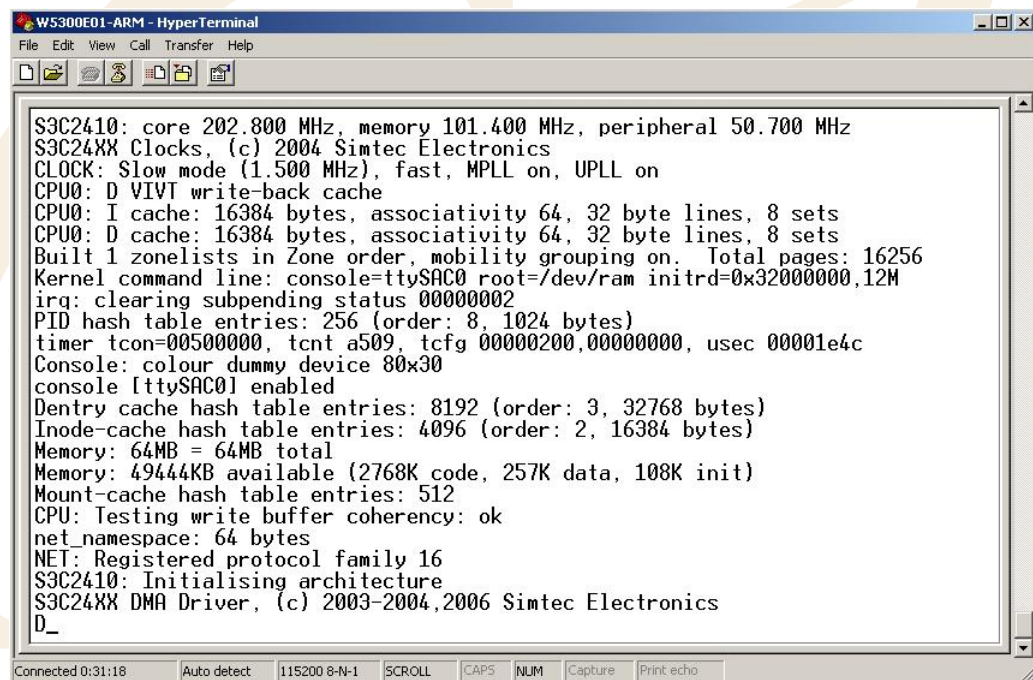 W5300E01-ARM - HyperTerminal
File Edit View Call Transfer Help
S3C2410: core 202.800 MHz, memory 101.400 MHz, peripheral 50.700 MHz
S3C24XX Clocks, (c) 2004 Simtec Electronics
CLOCK: Slow mode (1.500 MHz), fast, MPLL on, UPLL on
CPU0: D VIVT write-back cache
CPU0: I cache: 16384 bytes, associativity 64, 32 byte lines, 8 sets
CPU0: D cache: 16384 bytes, associativity 64, 32 byte lines, 8 sets
Built 1 zonelists in Zone order, mobility grouping on.  Total pages: 16256
Kernel command line: console=ttySAC0 root=/dev/ram initrd=0x32000000,12M
irq: clearing subpending status 00000002
PID hash table entries: 256 (order: 8, 1024 bytes)
timer tcon=00500000, tcnt a509, tcfg 00000200,00000000, usec 00001e4c
Console: colour dummy device 80x30
console [ttySAC0] enabled
Dentry cache hash table entries: 8192 (order: 3, 32768 bytes)
Inode-cache hash table entries: 4096 (order: 2, 16384 bytes)
Memory: 64MB = 64MB total
Memory: 49444KB available (2768K code, 257K data, 108K init)
Mount-cache hash table entries: 512
CPU: Testing write buffer coherency: ok
net_namespace: 64 bytes
NET: Registered protocol family 16
S3C2410: Initialising architecture
S3C24XX DMA Driver, (c) 2003-2004,2006 Simtec Electronics
D_
Connected 0:31:18 Auto detect 115200 8-N-1 SCROLL CAPS NUM Capture Print echo